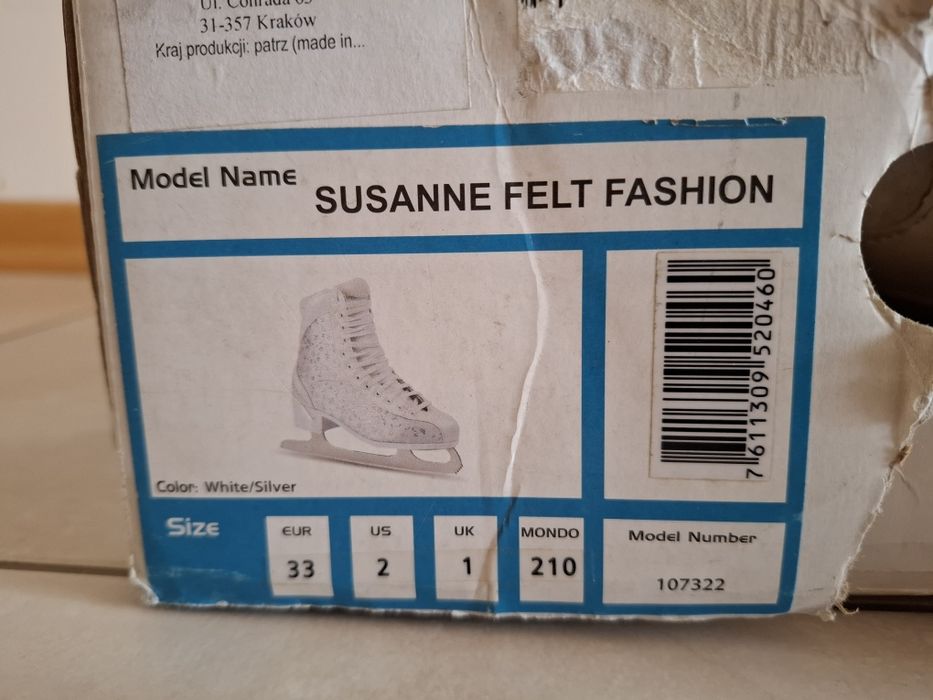 31-357 Kraków
Kraj produkcji: patrz (made in...
Model Name
SUSANNE FELT FASHION
Color: White/Silver
7611309520460
Size
EUR
33
US
2
UK
1
MONDO
210
Model Number
107322